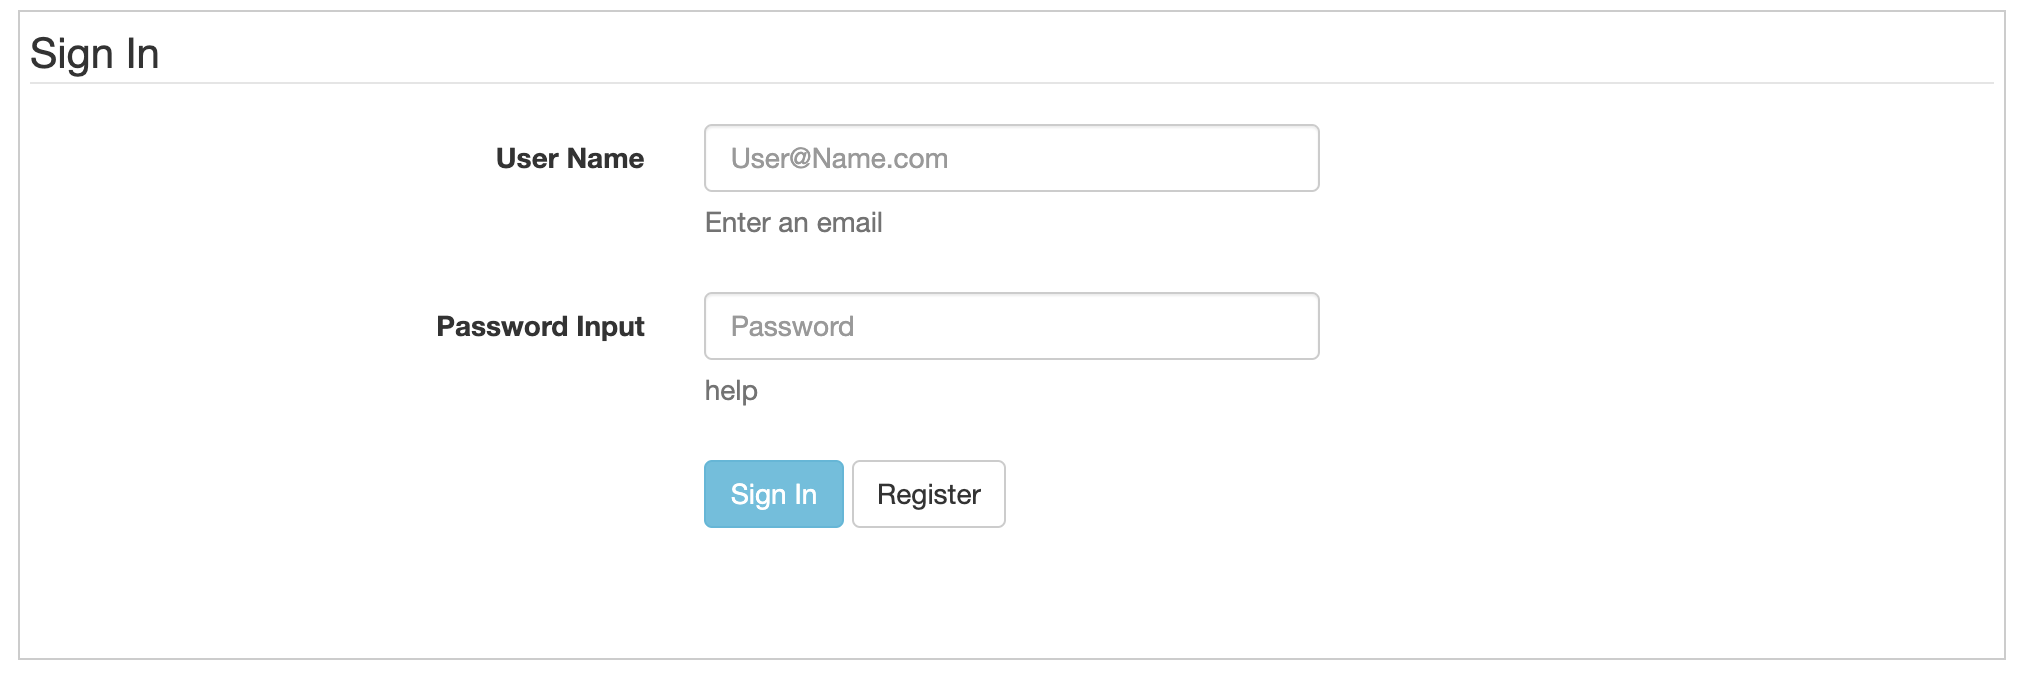 Sign In
User Name
User@Name.com
Enter an email
Password Input
Password
help
Sign In
Register